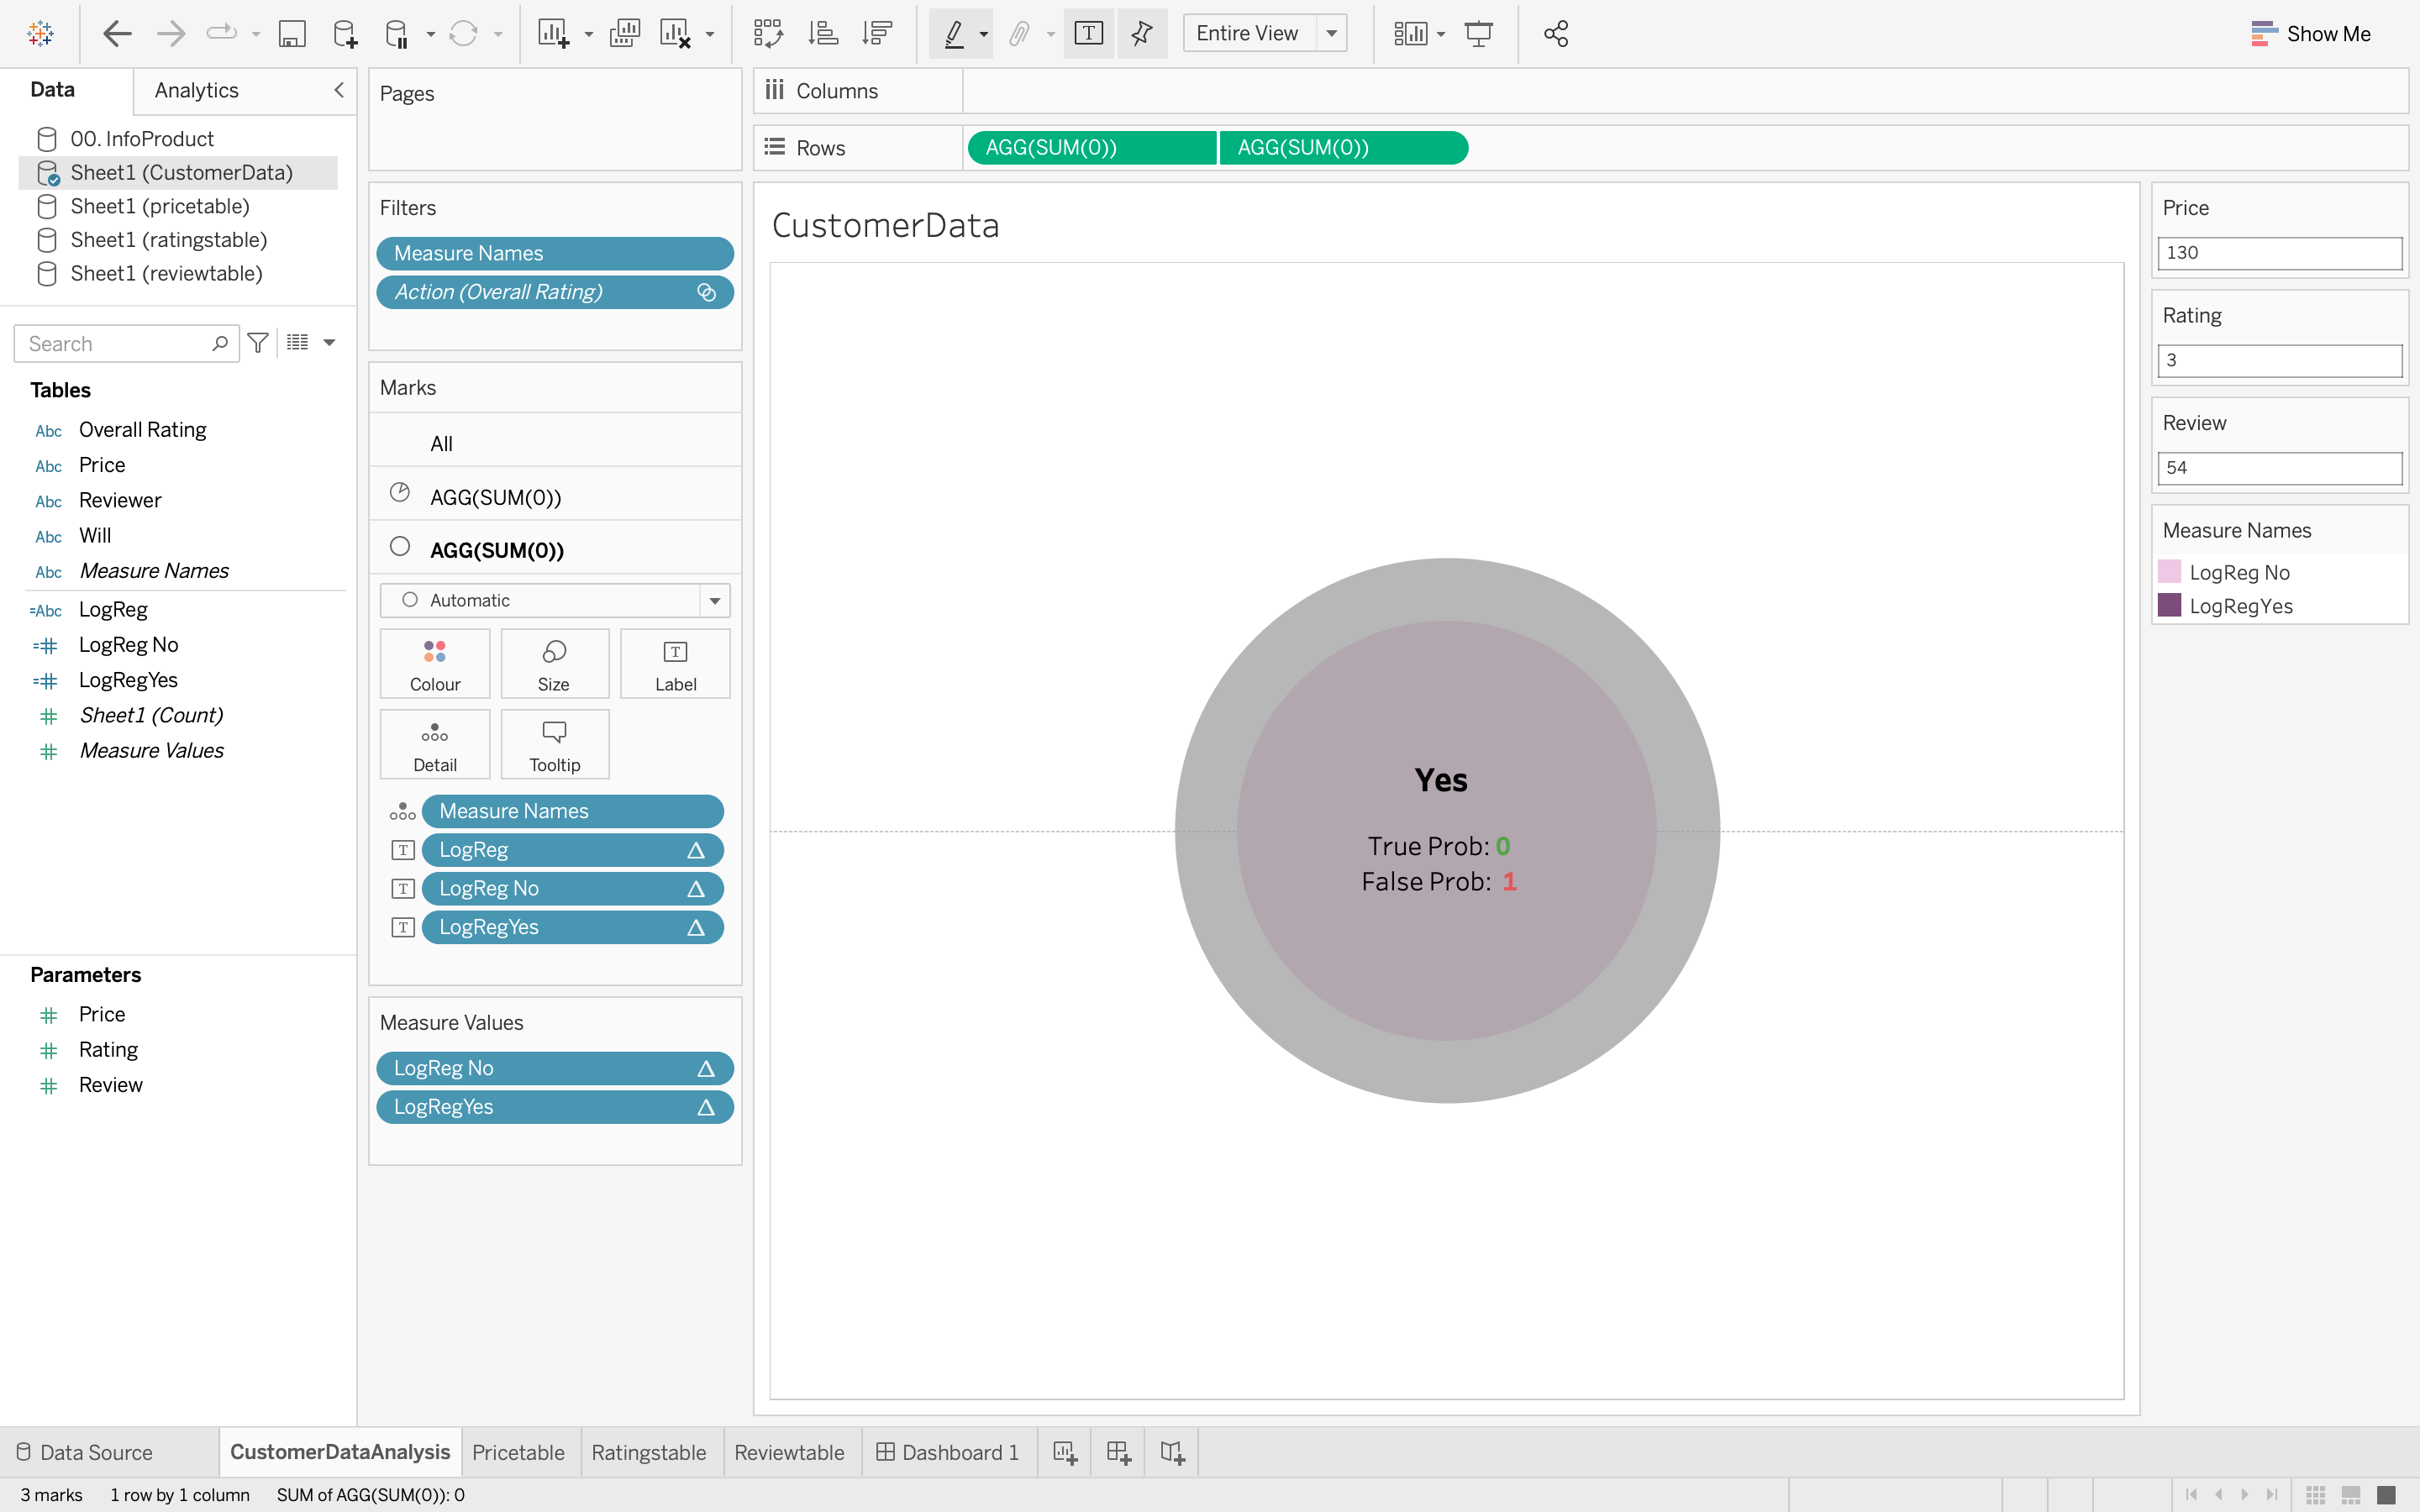 Entire View
Show Me
Data
Analytics
00. InfoProduct
Sheet1 (CustomerData)
Sheet1 (pricetable)
Sheet1 (ratingstable)
Sheet1 (reviewtable)
Search
Tables
Abc Overall Rating
Abc Price
Abc Reviewer
Abc Will
Abc Measure Names
=Abc LogReg
=# LogReg No
=# LogRegYes
# Sheet1 (Count)
# Measure Values
Parameters
# Price
# Rating
# Review
Pages
Filters
Measure Names
Action (Overall Rating)
Marks
All
AGG(SUM(0))
AGG(SUM(0))
Automatic
Colour
Size
T Label
Detail
Tooltip
Measure Names
T LogReg Δ
T LogReg No Δ
T LogRegYes Δ
Measure Values
LogReg No Δ
LogRegYes Δ
Columns
Rows
AGG(SUM(0))
AGG(SUM(0))
CustomerData
Yes
True Prob: 0
False Prob: 1
Price
130
Rating
3
Review
54
Measure Names
LogReg No
LogRegYes
Data Source
CustomerDataAnalysis
Pricetable
Ratingstable
Reviewtable
Dashboard 1
3 marks
1 row by 1 column
SUM of AGG(SUM(0)): 0